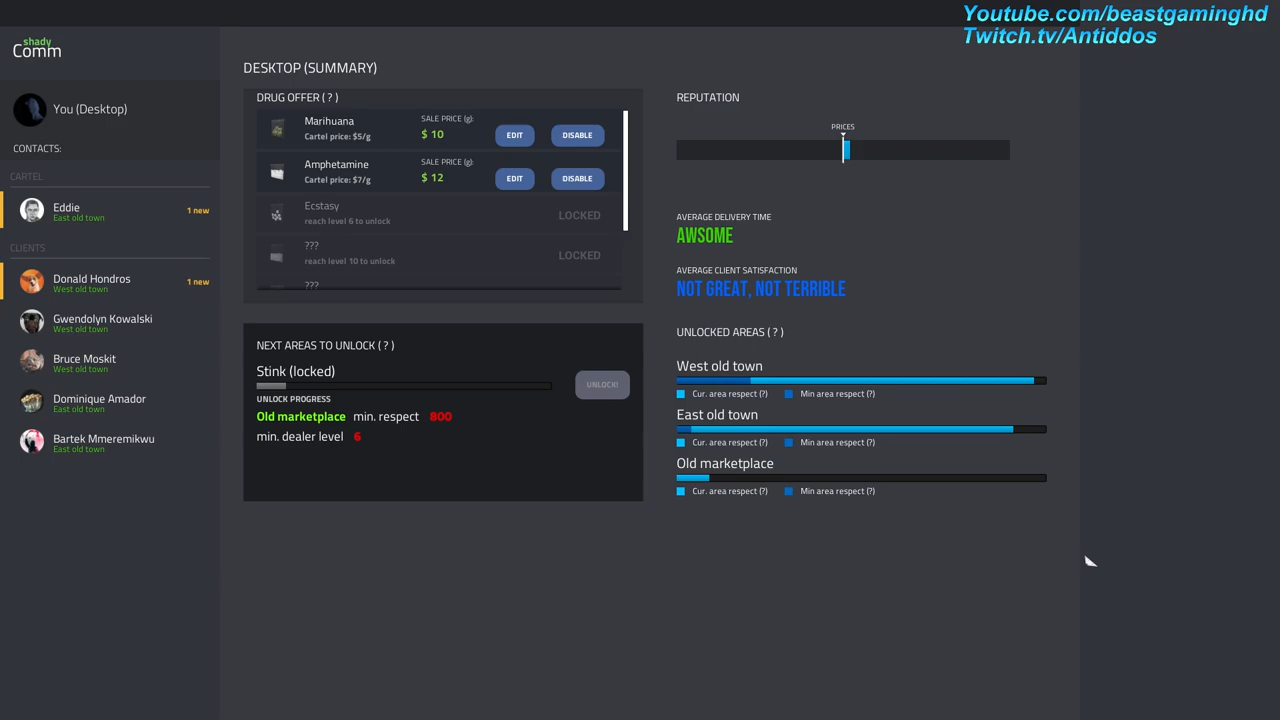 Youtube.com/beastgaminghd
Twitch.tv/Antiddos
shady
Comm
You (Desktop)
CONTACTS:
CARTEL
Eddie
East old town
1 new
CLIENTS
Donald Hondros
West old town
1 new
Gwendolyn Kowalski
West old town
Bruce Moskit
West old town
Dominique Amador
East old town
Bartek Mmeremikwu
East old town
DESKTOP (SUMMARY)
DRUG OFFER ( ? )
Marihuana
Cartel price: $5/g
SALE PRICE (g):
$ 10
EDIT
DISABLE
Amphetamine
Cartel price: $7/g
SALE PRICE (g):
$ 12
EDIT
DISABLE
Ecstasy
reach level 6 to unlock
LOCKED
???
reach level 10 to unlock
LOCKED
???
NEXT AREAS TO UNLOCK ( ? )
Stink (locked)
UNLOCK PROGRESS
UNLOCK!
Old marketplace min. respect 800
min. dealer level 6
REPUTATION
PRICES
AVERAGE DELIVERY TIME
AWSOME
AVERAGE CLIENT SATISFACTION
NOT GREAT, NOT TERRIBLE
UNLOCKED AREAS ( ? )
West old town
Cur. area respect (?) Min area respect (?)
East old town
Cur. area respect (?) Min area respect (?)
Old marketplace
Cur. area respect (?) Min area respect (?)